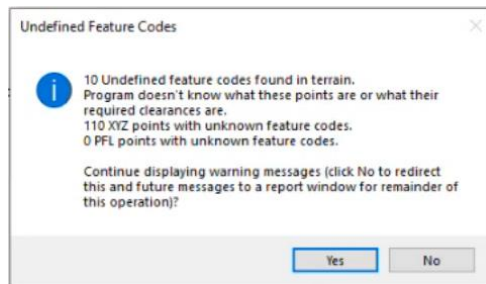 Undefined Feature Codes
10 Undefined feature codes found in terrain.
Program doesn't know what these points are or what their
required clearances are.
110 XYZ points with unknown feature codes.
0 PFL points with unknown feature codes.
Continue displaying warning messages (click No to redirect
this and future messages to a report window for remainder of
this operation)?
Yes No